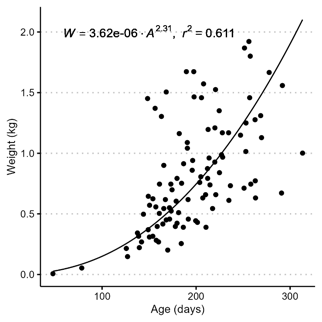 W = 3.62e-06 · A^2.31, r^2 = 0.611
2.0
1.5
1.0
0.5
0.0
Weight (kg)
100 200 300
Age (days)